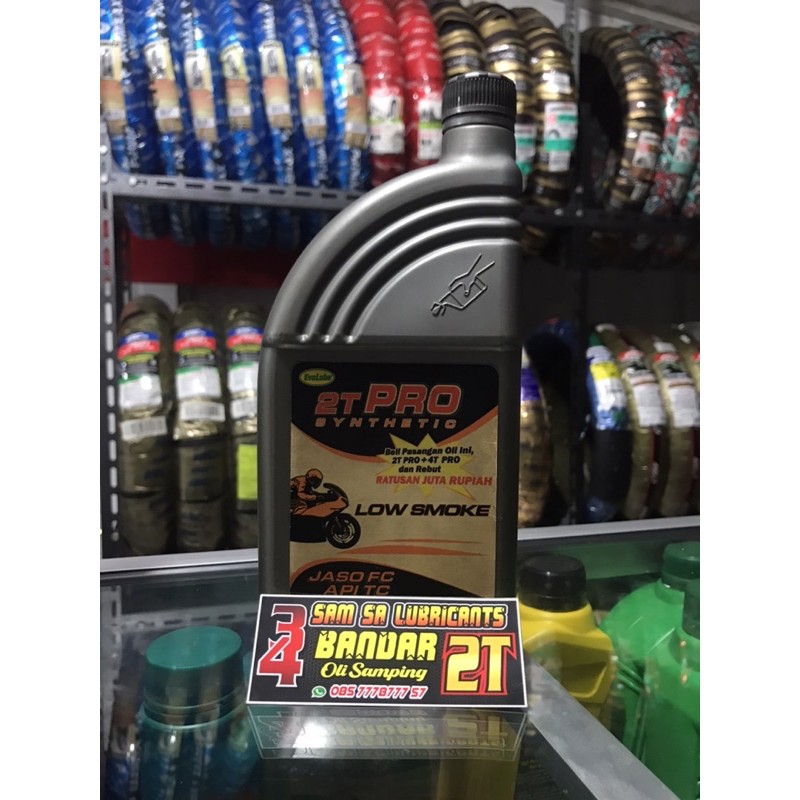 EvoLube
2T PRO
SYNTHETIC
Beli Pasangan Oli Ini,
2T PRO + 4T PRO
dan Rebut
RATUSAN JUTA RUPIAH
LOW SMOKE
JASO FC
API TC
34
SAM SA LUBRICANTS
BANDAR
Oli Samping
2T
085 7778777 57